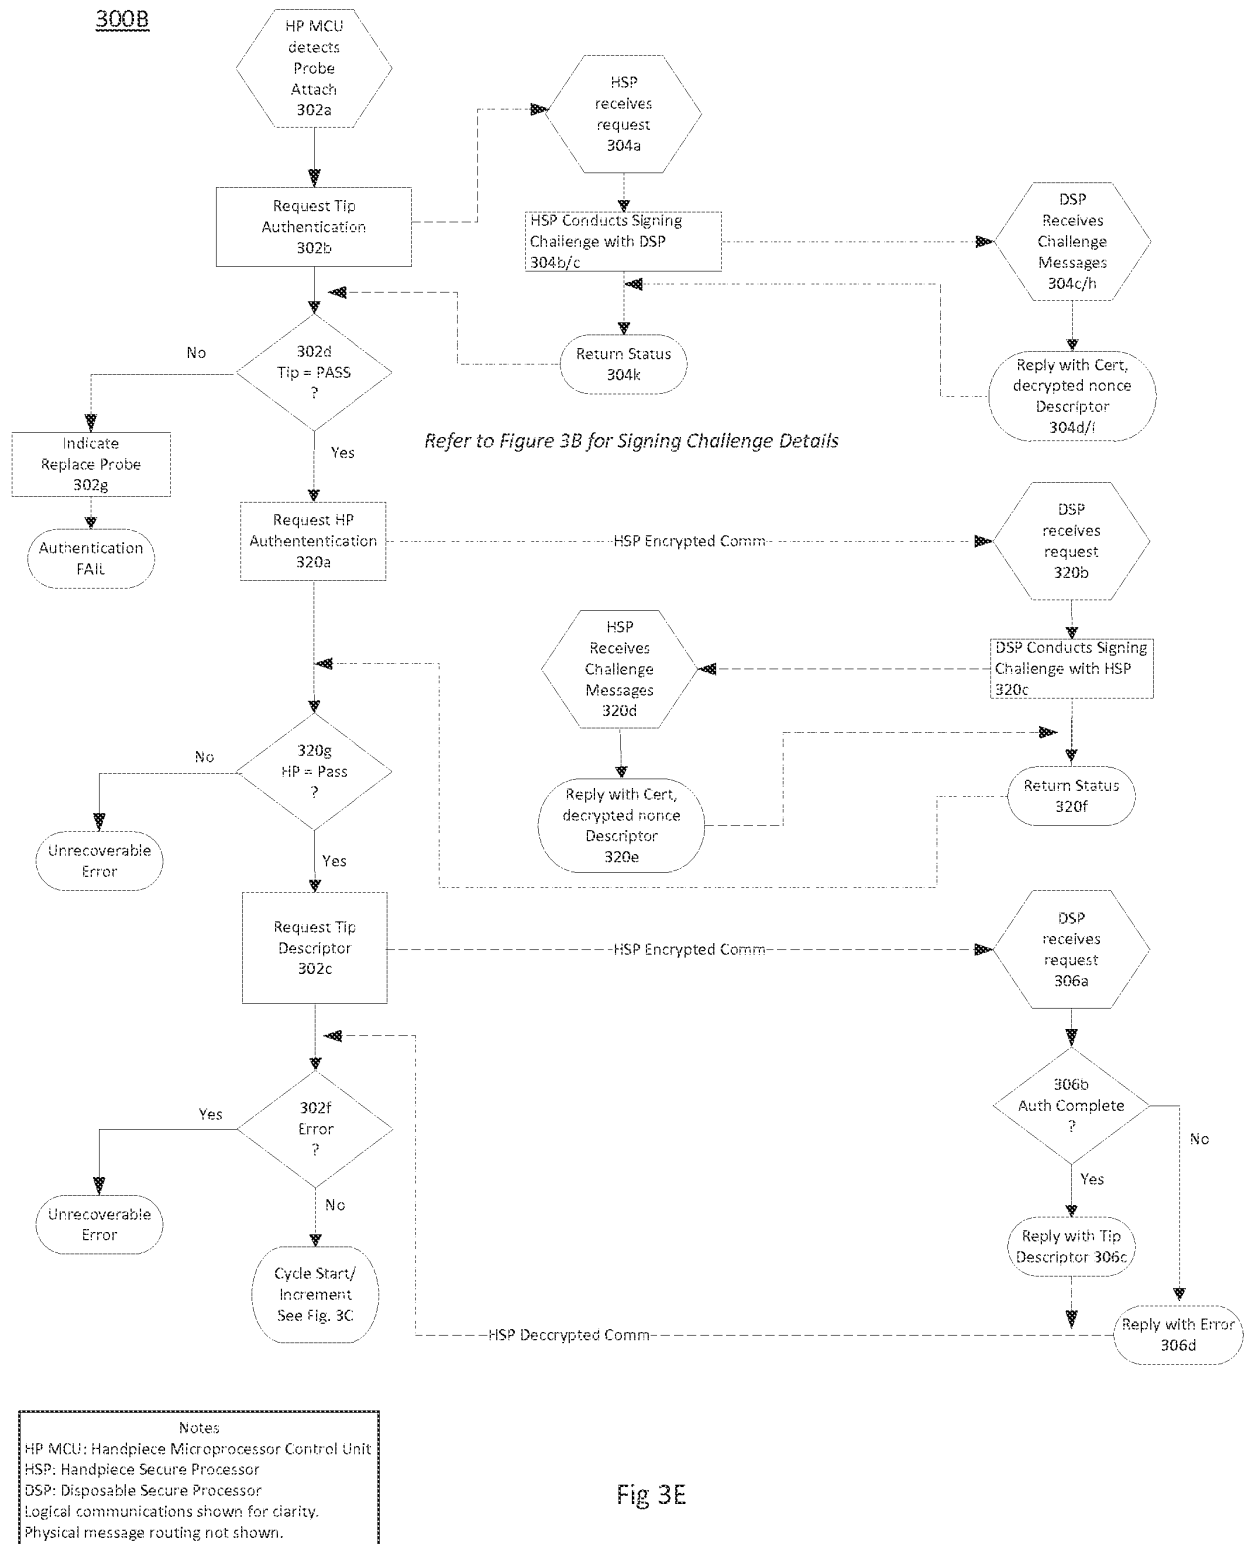 300B
HP MCU
detects
Probe
Attach
302a
HSP
receives
request
304a
Request Tip
Authentication
302b
HSP Conducts Signing
Challenge with DSP
304b/c
DSP
Receives
Challenge
Messages
304c/h
302d
Tip = PASS
?
No
Yes
Return Status
304k
Reply with Cert,
decrypted nonce
Descriptor
304d/i
Refer to Figure 3B for Signing Challenge Details
Indicate
Replace Probe
302g
Authentication
FAIL
Request HP
Authententication
320a
HSP Encrypted Comm
DSP
receives
request
320b
HSP
Receives
Challenge
Messages
320d
DSP Conducts Signing
Challenge with HSP
320c
320g
HP = Pass
?
No
Yes
Unrecoverable
Error
Reply with Cert,
decrypted nonce
Descriptor
320e
Return Status
320f
Request Tip
Descriptor
302c
HSP Encrypted Comm
DSP
receives
request
306a
302f
Error
?
Yes
No
Unrecoverable
Error
306b
Auth Complete
?
No
Yes
Cycle Start/
Increment
See Fig. 3C
Reply with Tip
Descriptor 306c
HSP Deccrypted Comm
Reply with Error
306d
Notes
HP MCU: Handpiece Microprocessor Control Unit
HSP: Handpiece Secure Processor
DSP: Disposable Secure Processor
Logical communications shown for clarity.
Physical message routing not shown.
Fig 3E